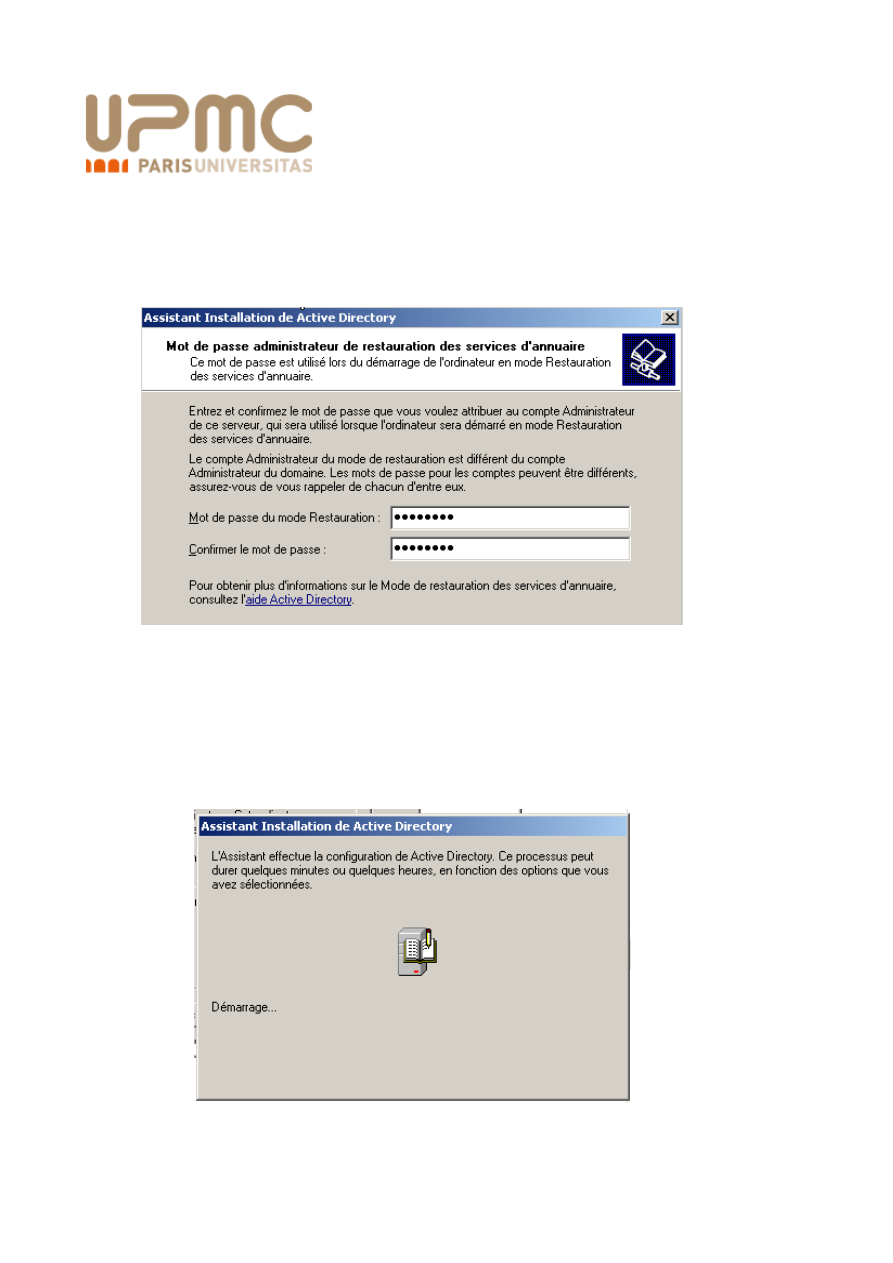 UPMC
PARISUNIVERSITAS
Assistant Installation de Active Directory
Mot de passe administrateur de restauration des services d'annuaire
Ce mot de passe est utilisé lors du démarrage de l'ordinateur en mode Restauration
des services d'annuaire.
Entrez et confirmez le mot de passe que vous voulez attribuer au compte Administrateur
de ce serveur, qui sera utilisé lorsque l'ordinateur sera démarré en mode Restauration
des services d'annuaire.
Le compte Administrateur du mode de restauration est différent du compte
Administrateur du domaine. Les mots de passe pour les comptes peuvent être différents,
assurez-vous de vous rappeler de chacun d'entre eux.
Mot de passe du mode Restauration : ●●●●●●●●
Confirmer le mot de passe : ●●●●●●●●
Pour obtenir plus d'informations sur le Mode de restauration des services d'annuaire,
consultez l'aide Active Directory.
Assistant Installation de Active Directory
L'Assistant effectue la configuration de Active Directory. Ce processus peut
durer quelques minutes ou quelques heures, en fonction des options que vous
avez sélectionnées.
Démarrage...